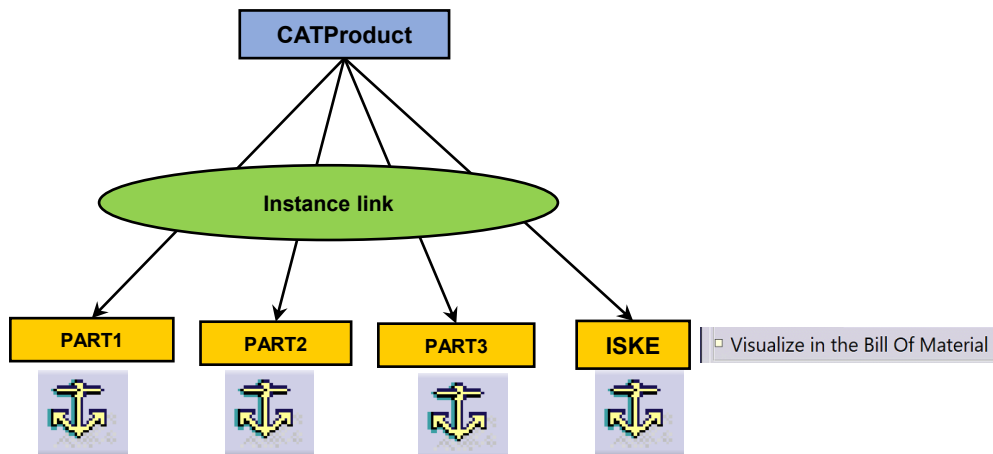 CATProduct
Instance link
PART1
PART2
PART3
ISKE
Visualize in the Bill Of Material